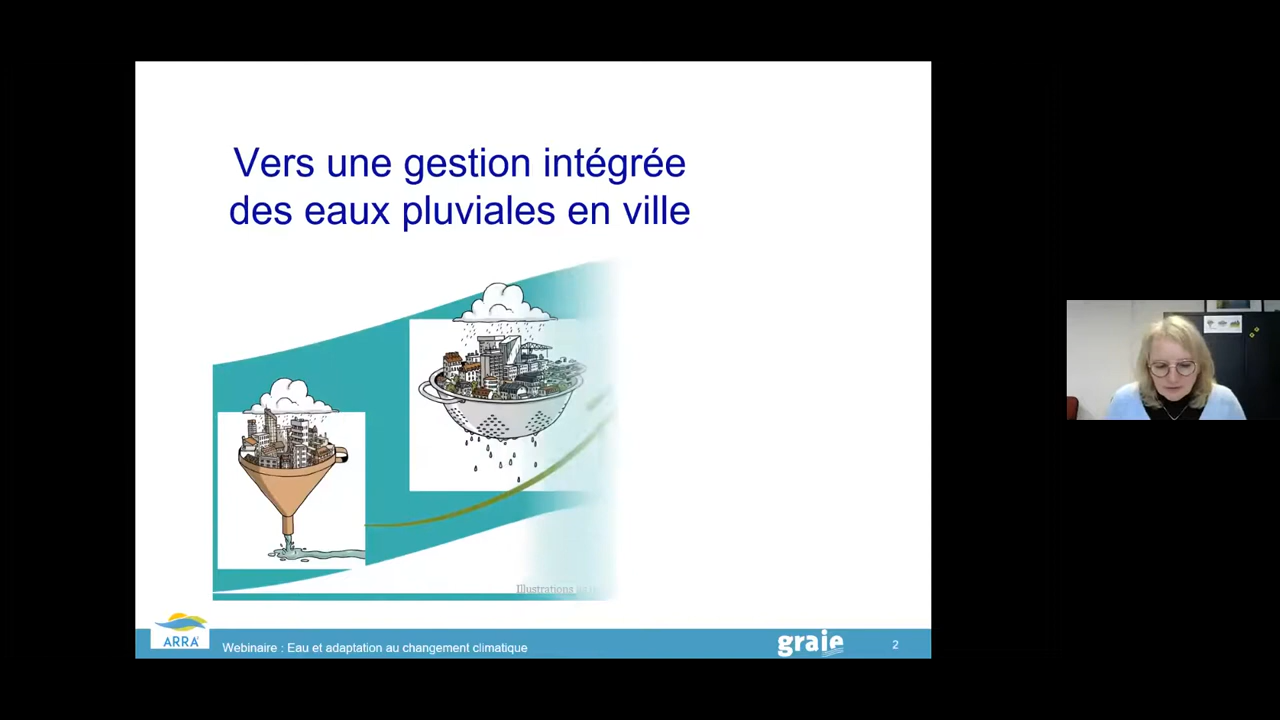 Vers une gestion intégrée
des eaux pluviales en ville
Illustrations
ARRA²
Webinaire : Eau et adaptation au changement climatique
graie
2